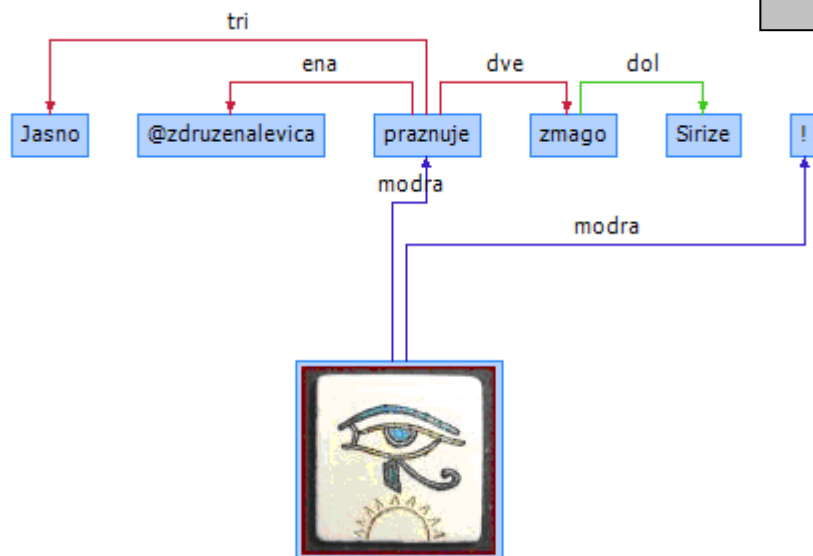 tri
ena dve dol
Jasno @zdruzenalevica praznuje zmago Sirize !
modra
modra